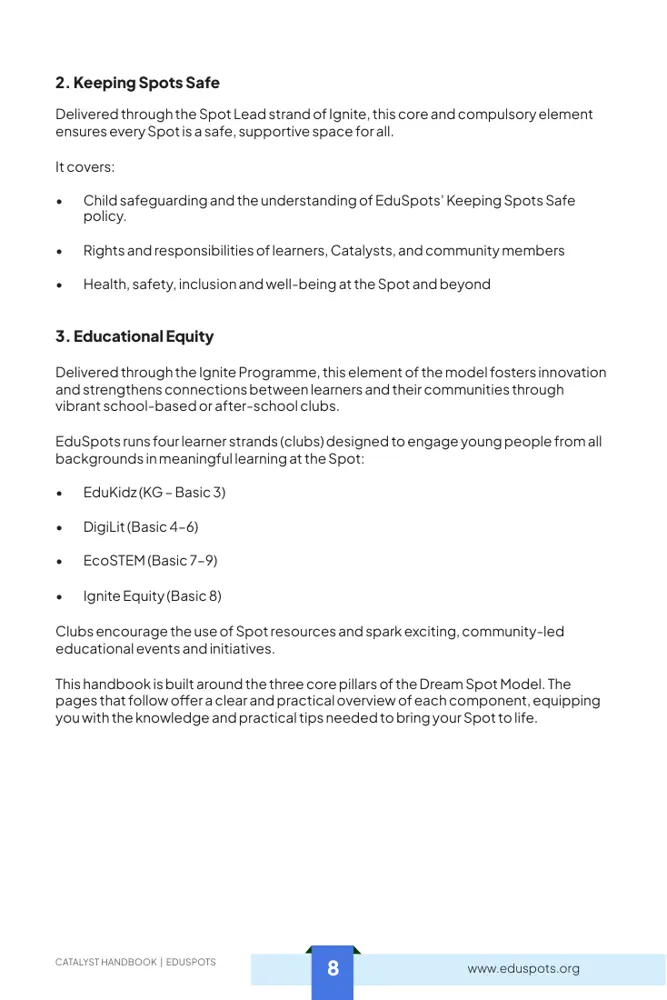 2. Keeping Spots Safe
Delivered through the Spot Lead strand of Ignite, this core and compulsory element
ensures every Spot is a safe, supportive space for all.
It covers:
• Child safeguarding and the understanding of EduSpots' Keeping Spots Safe
policy.
• Rights and responsibilities of learners, Catalysts, and community members
• Health, safety, inclusion and well-being at the Spot and beyond
3. Educational Equity
Delivered through the Ignite Programme, this element of the model fosters innovation
and strengthens connections between learners and their communities through
vibrant school-based or after-school clubs.
EduSpots runs four learner strands (clubs) designed to engage young people from all
backgrounds in meaningful learning at the Spot:
• EduKidz (KG – Basic 3)
• DigiLit (Basic 4–6)
• EcoSTEM (Basic 7–9)
• Ignite Equity (Basic 8)
Clubs encourage the use of Spot resources and spark exciting, community-led
educational events and initiatives.
This handbook is built around the three core pillars of the Dream Spot Model. The
pages that follow offer a clear and practical overview of each component, equipping
you with the knowledge and practical tips needed to bring your Spot to life.
CATALYST HANDBOOK | EDUSPOTS
8
www.eduspots.org